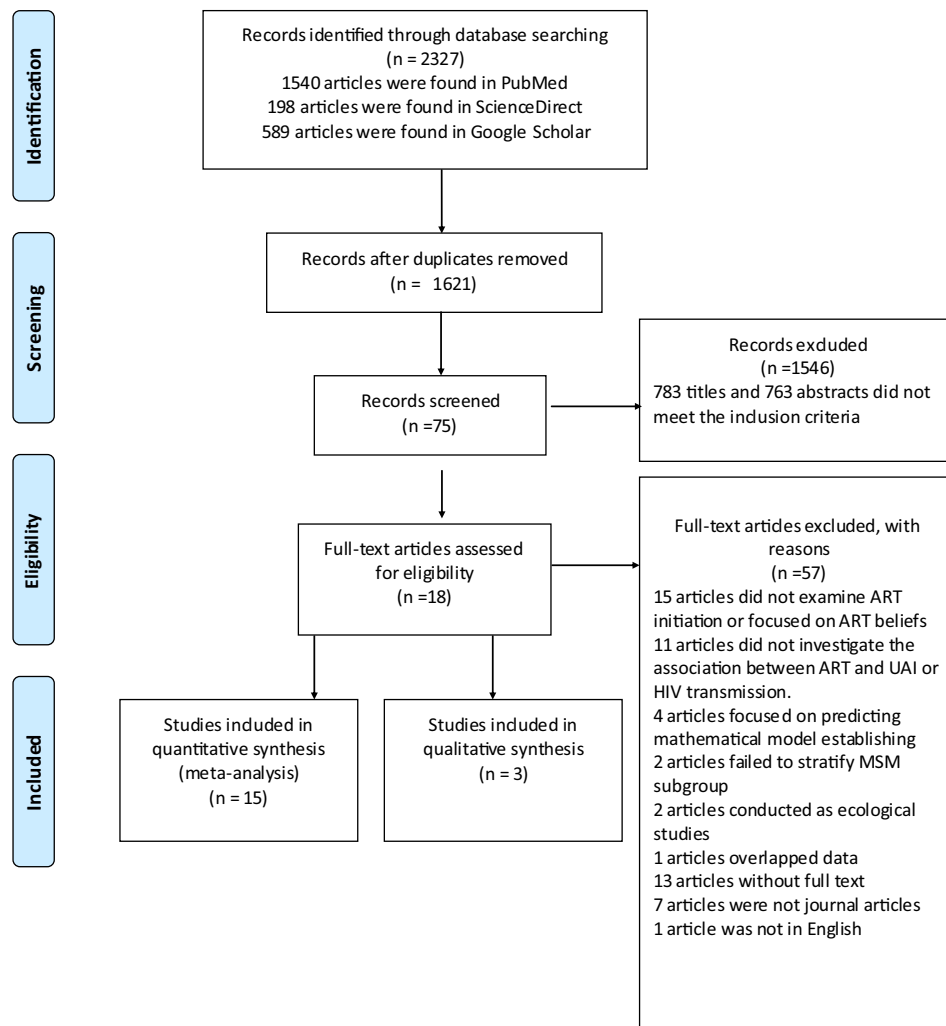 Identification
Records identified through database searching
(n = 2327)
1540 articles were found in PubMed
198 articles were found in ScienceDirect
589 articles were found in Google Scholar
Screening
Records after duplicates removed
(n = 1621)
Records screened
(n =75)
Records excluded
(n =1546)
783 titles and 763 abstracts did not
meet the inclusion criteria
Eligibility
Full-text articles assessed
for eligibility
(n =18)
Full-text articles excluded, with
reasons
(n =57)
15 articles did not examine ART
initiation or focused on ART beliefs
11 articles did not investigate the
association between ART and UAI or
HIV transmission.
4 articles focused on predicting
mathematical model establishing
2 articles failed to stratify MSM
subgroup
2 articles conducted as ecological
studies
1 articles overlapped data
13 articles without full text
7 articles were not journal articles
1 article was not in English
Included
Studies included in
quantitative synthesis
(meta-analysis)
(n = 15)
Studies included in
qualitative synthesis
(n = 3)